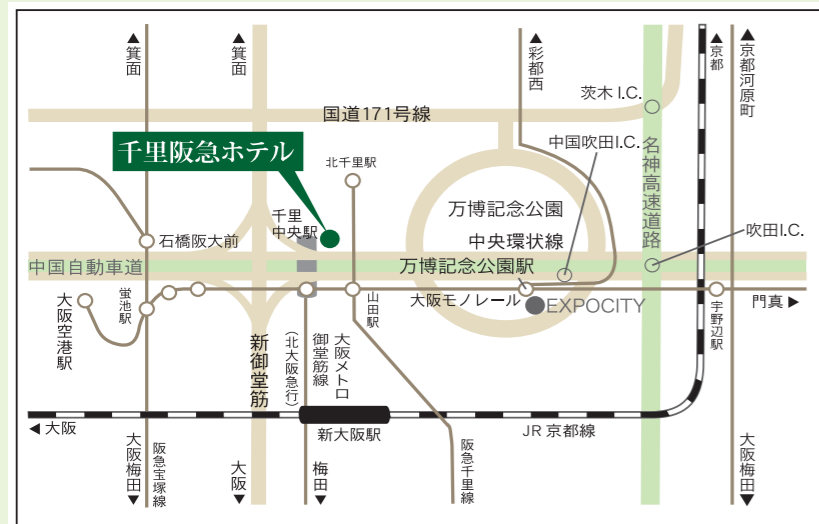 ▲箕面
▲箕面
▲彩都西
▲京都
▲京都河原町
茨木 I.C.
国道171号線
中国吹田I.C.
名神高速道路
千里阪急ホテル
北千里駅
万博記念公園
千里
中央駅
石橋阪大前
中央環状線
吹田I.C.
中国自動車道
万博記念公園駅
大阪空港駅
蛍池駅
山田駅
大阪モノレール
EXPOCITY
宇野辺駅
門真 ▶
新御堂筋
(北大阪急行)
大阪メトロ
御堂筋線
◀ 大阪
新大阪駅
JR 京都線
大阪梅田▼
阪急宝塚線
大阪▼
梅田▼
阪急千里線
大阪梅田▼